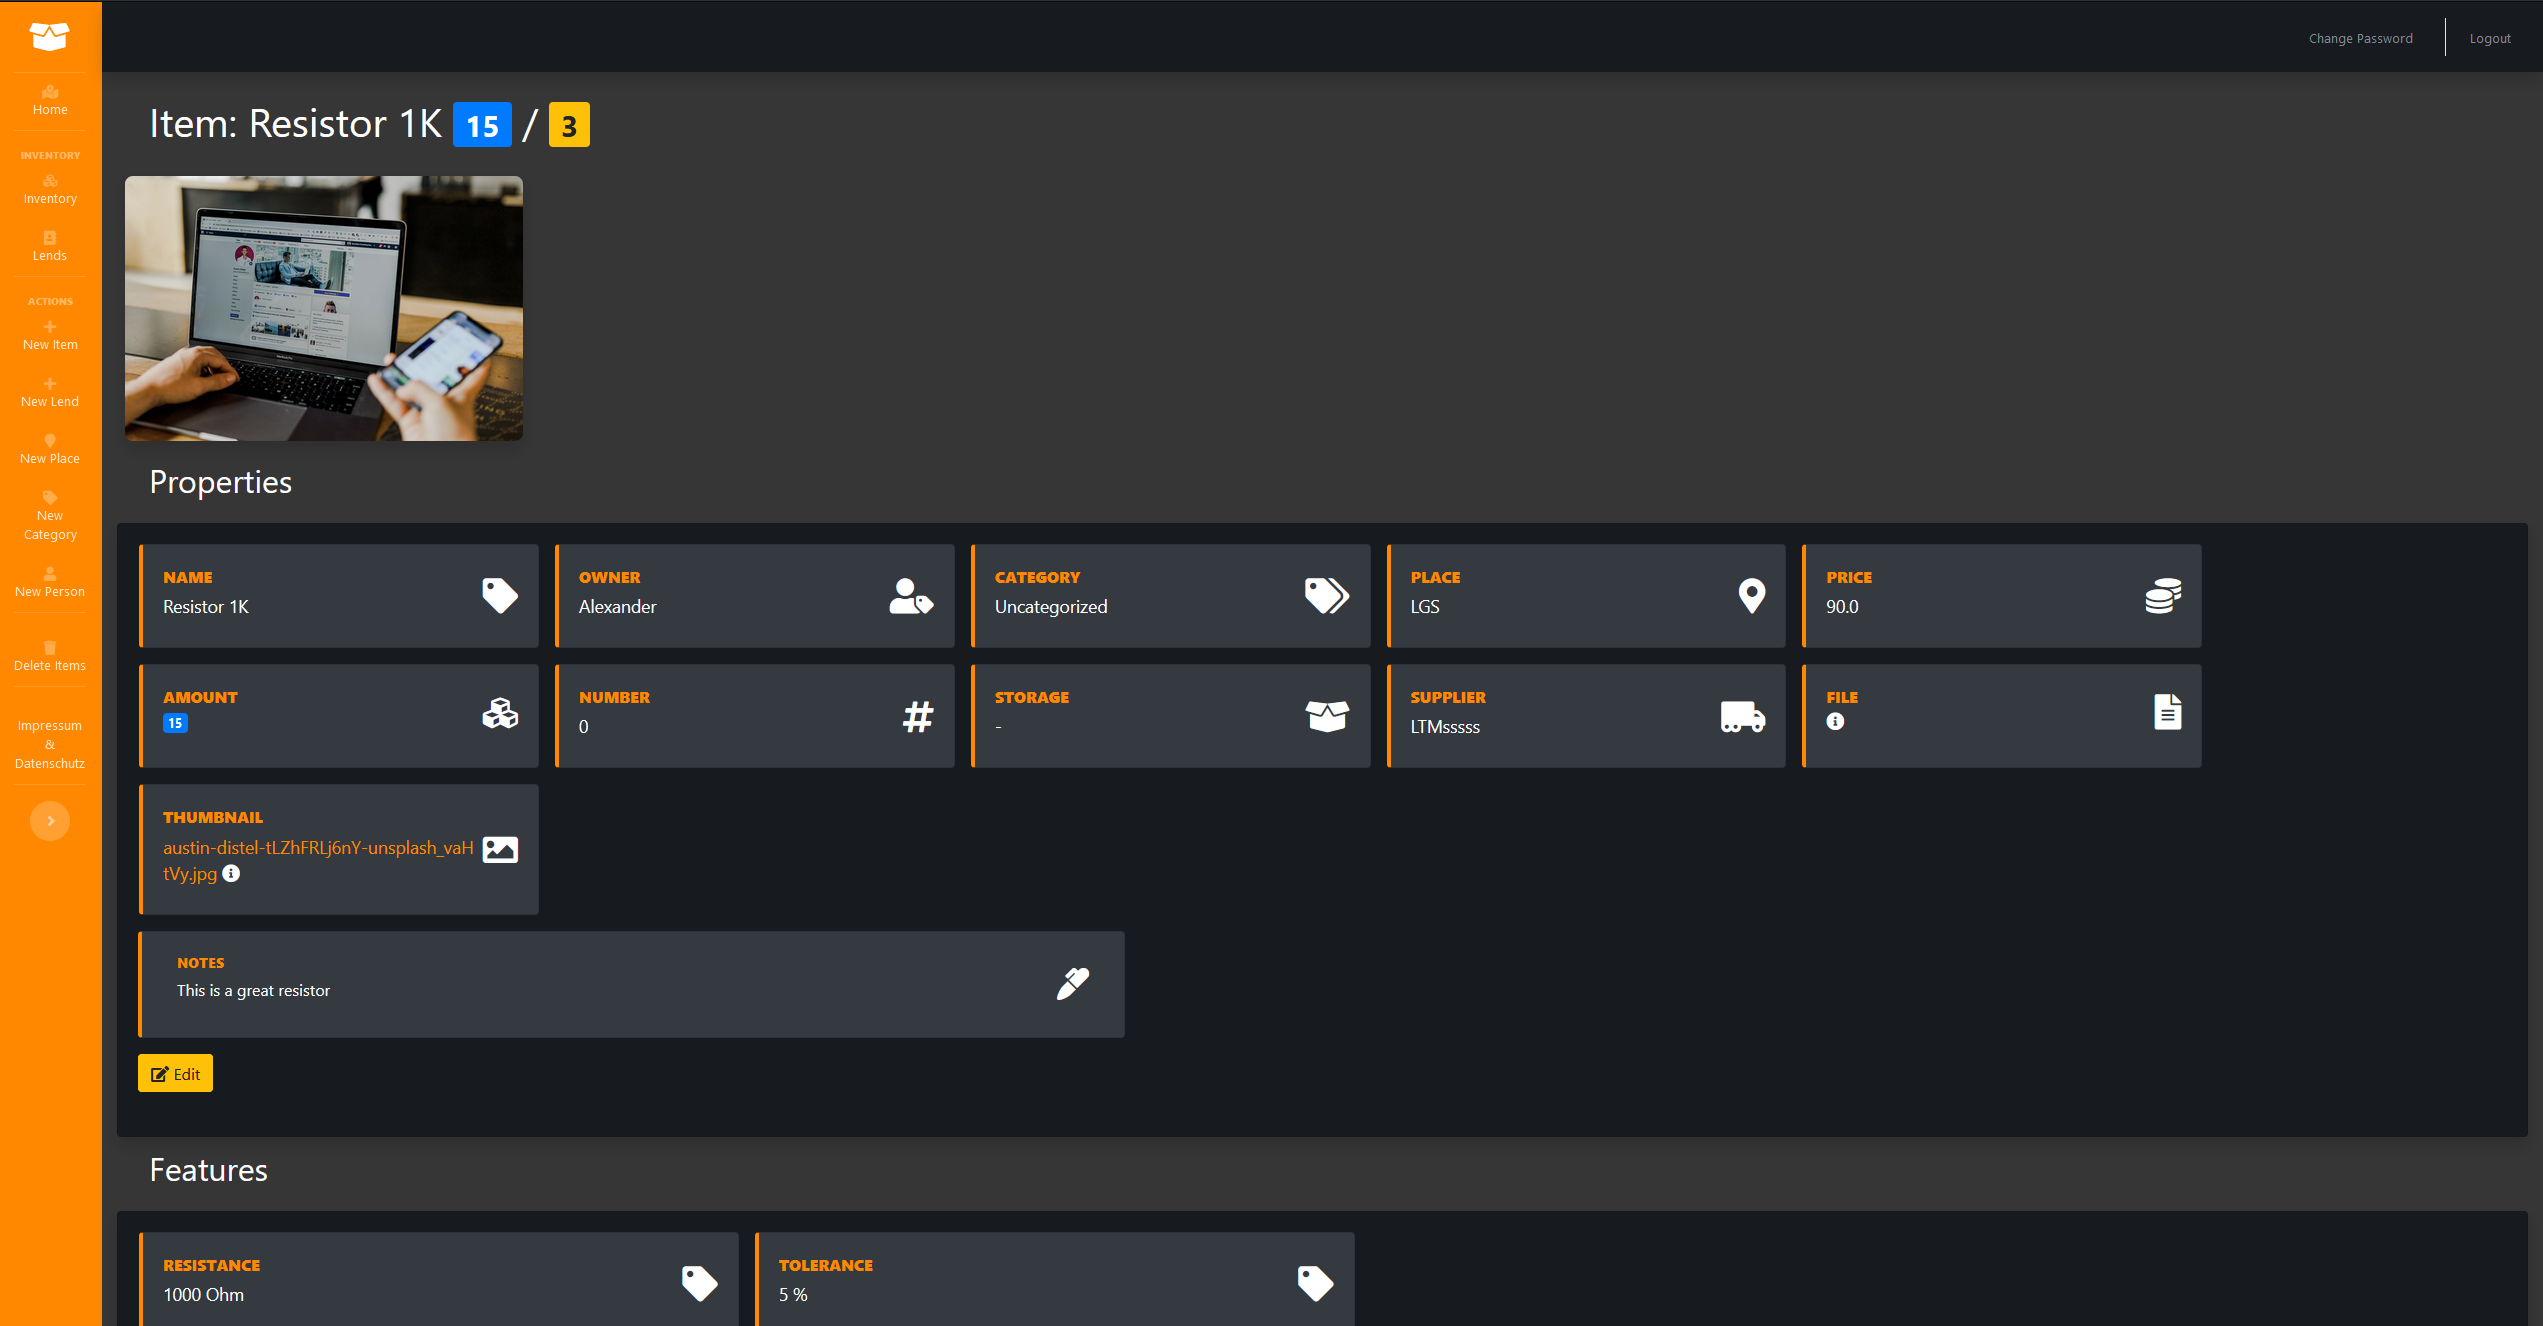 Change Password
Logout
Home
INVENTORY
Inventory
Lends
ACTIONS
New Item
New Lend
New Place
New
Category
New Person
Delete Items
Impressum
&
Datenschutz
Item: Resistor 1K 15 / 3
Properties
NAME
Resistor 1K
OWNER
Alexander
CATEGORY
Uncategorized
PLACE
LGS
PRICE
90.0
AMOUNT
15
NUMBER
0
STORAGE
-
SUPPLIER
LTMsssss
FILE
THUMBNAIL
austin-distel-tLZhFRLj6nY-unsplash_vaH
tVy.jpg
NOTES
This is a great resistor
Edit
Features
RESISTANCE
1000 Ohm
TOLERANCE
5 %